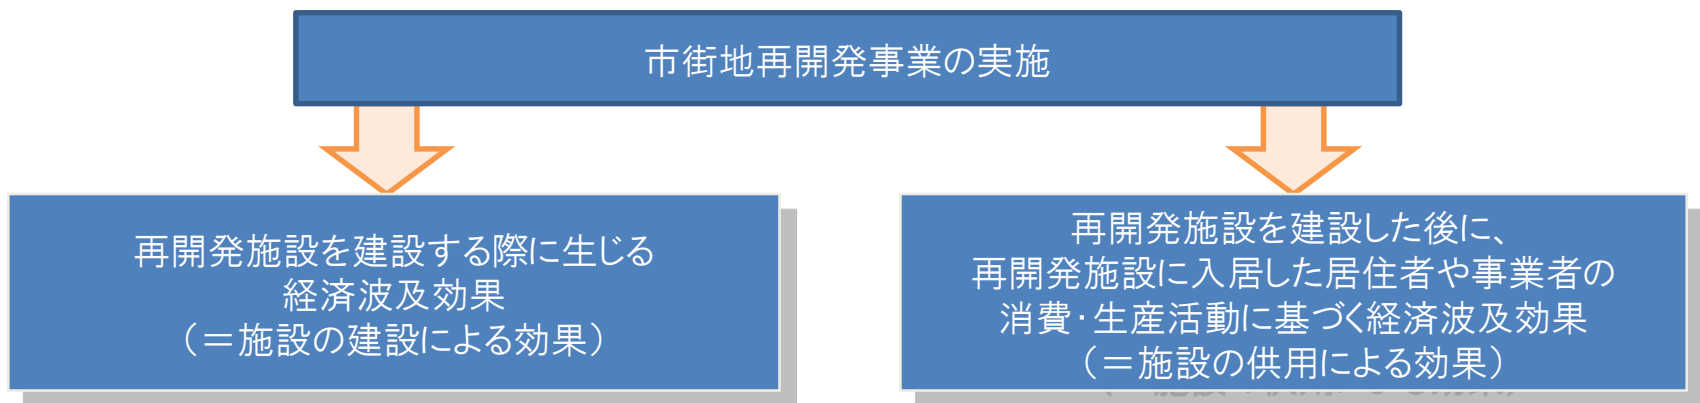 市街地再開発事業の実施
再開発施設を建設する際に生じる
経済波及効果
（＝施設の建設による効果）
再開発施設を建設した後に、
再開発施設に入居した居住者や事業者の
消費・生産活動に基づく経済波及効果
（＝施設の供用による効果）